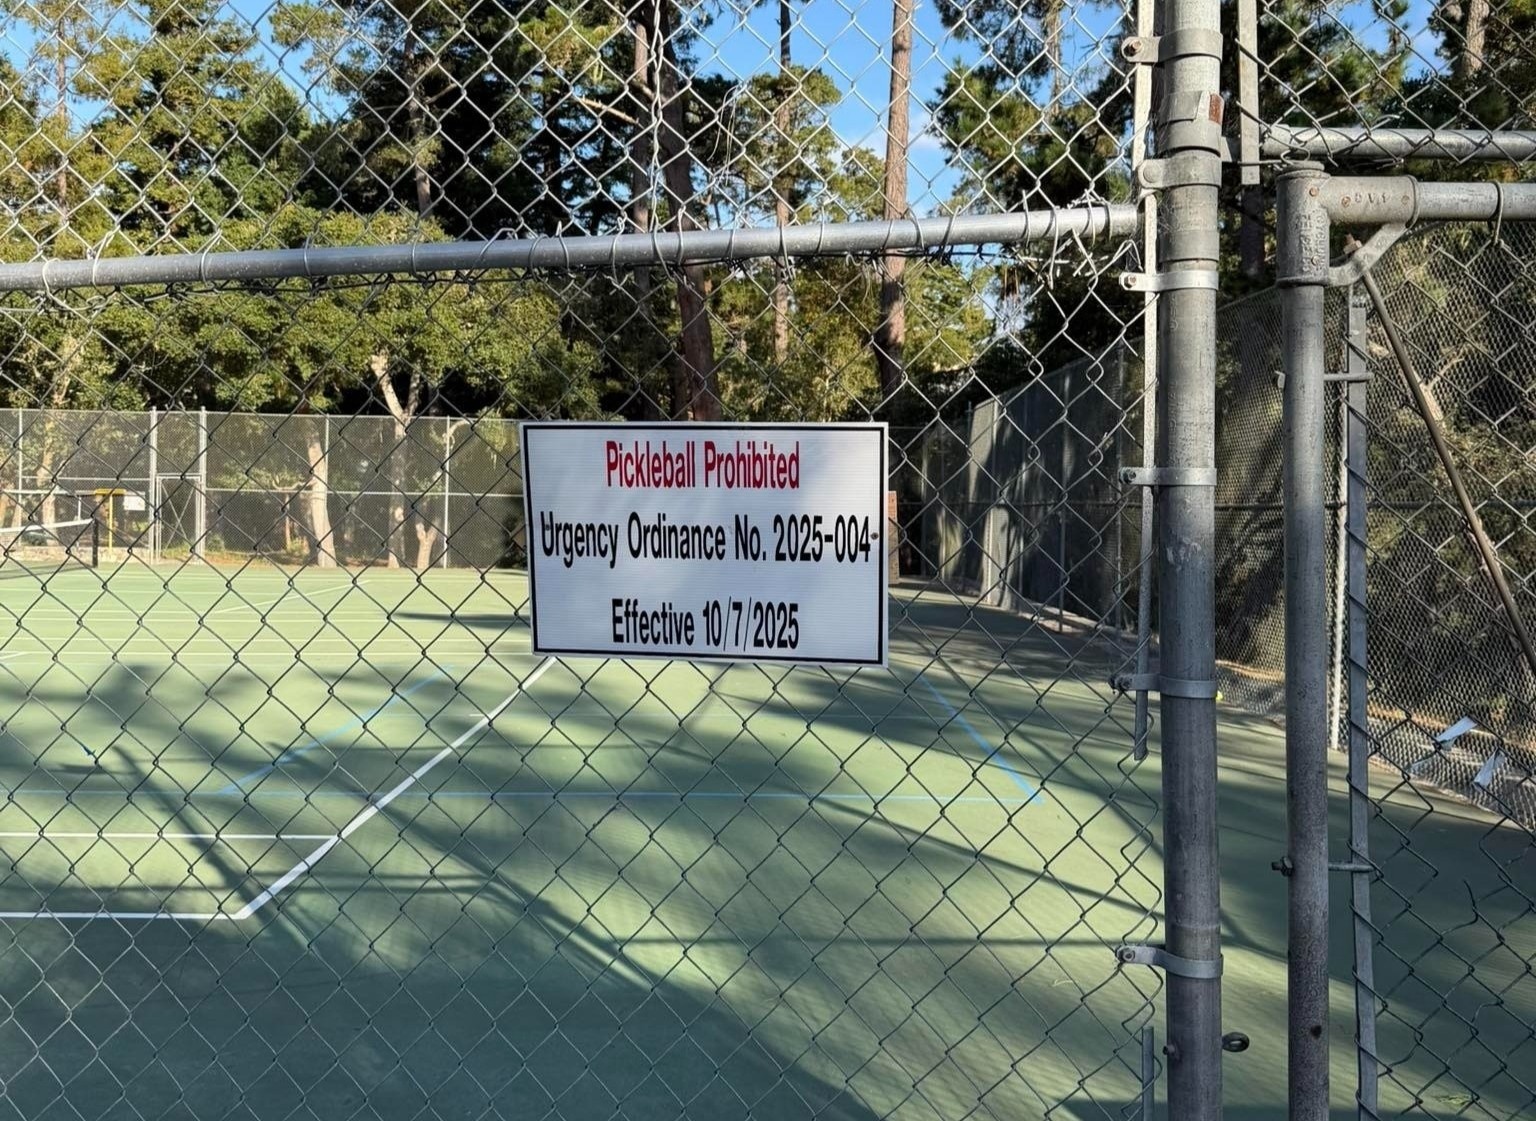 Pickleball Prohibited
Urgency Ordinance No. 2025-004
Effective 10/7/2025